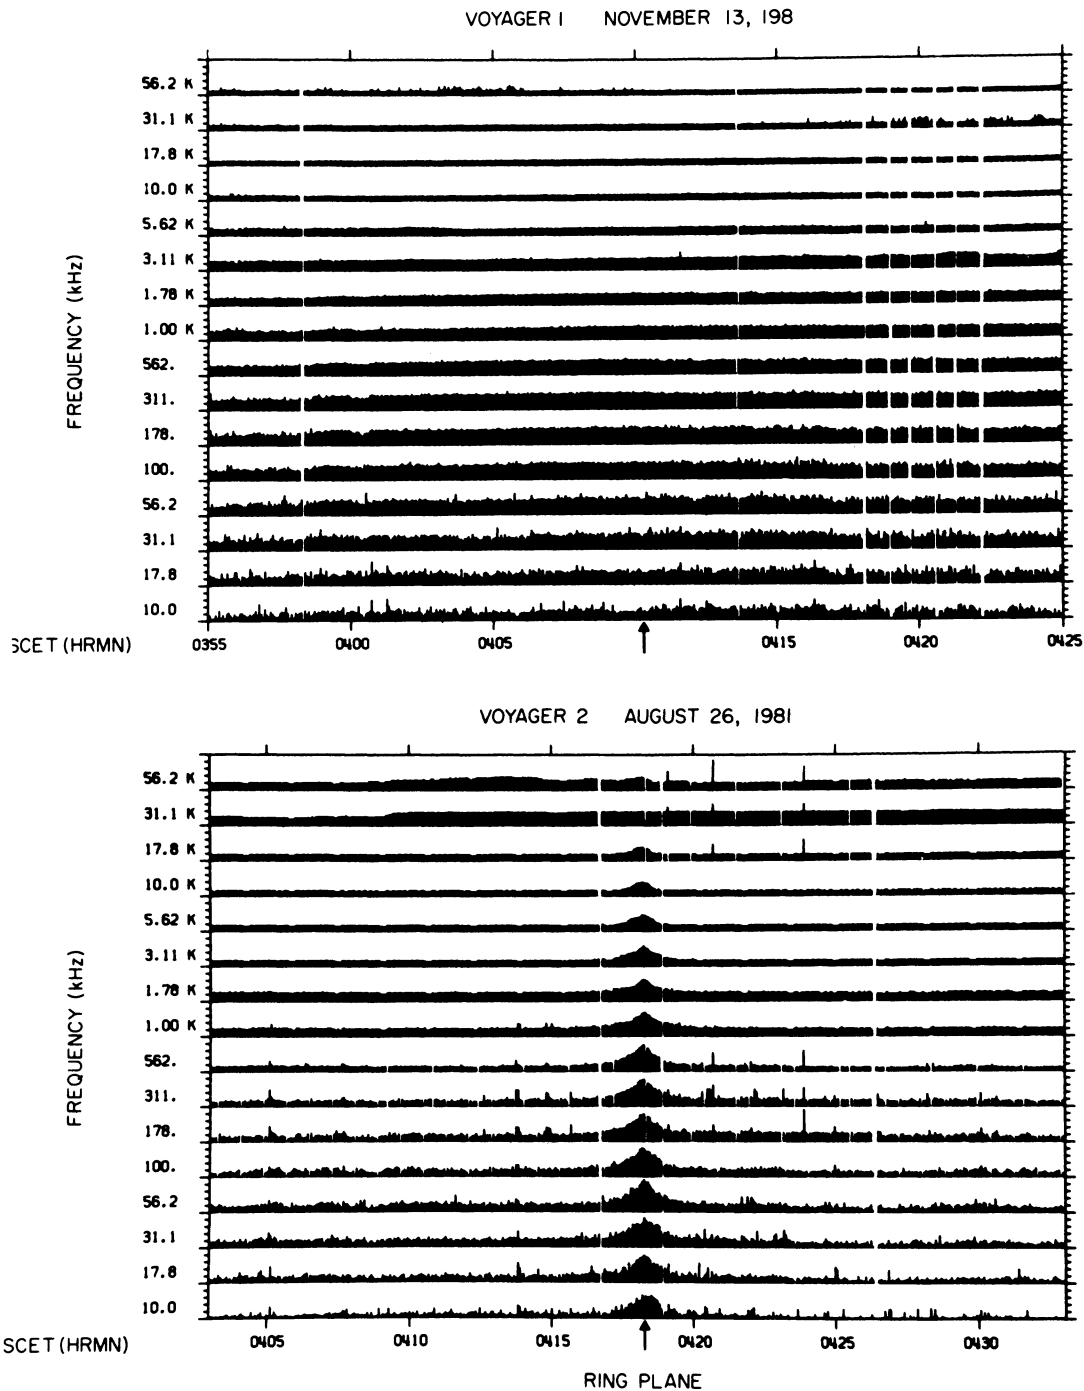 VOYAGER 1 NOVEMBER 13, 198
FREQUENCY (kHz)
56.2 K
31.1 K
17.8 K
10.0 K
5.62 K
3.11 K
1.78 K
1.00 K
562.
311.
178.
100.
56.2
31.1
17.8
10.0
SCET (HRMN) 0355 0400 0405 0415 0420 0425
VOYAGER 2 AUGUST 26, 1981
FREQUENCY (kHz)
56.2 K
31.1 K
17.8 K
10.0 K
5.62 K
3.11 K
1.78 K
1.00 K
562.
311.
178.
100.
56.2
31.1
17.8
10.0
SCET (HRMN) 0405 0410 0415 0420 0425 0430
RING PLANE